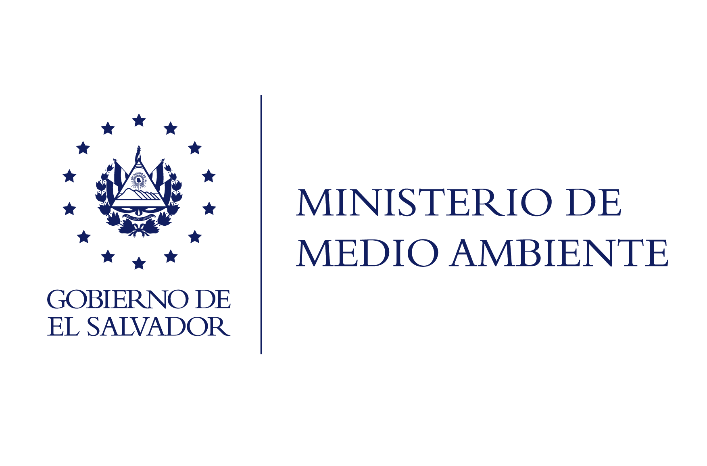 GOBIERNO DE
EL SALVADOR
MINISTERIO DE
MEDIO AMBIENTE